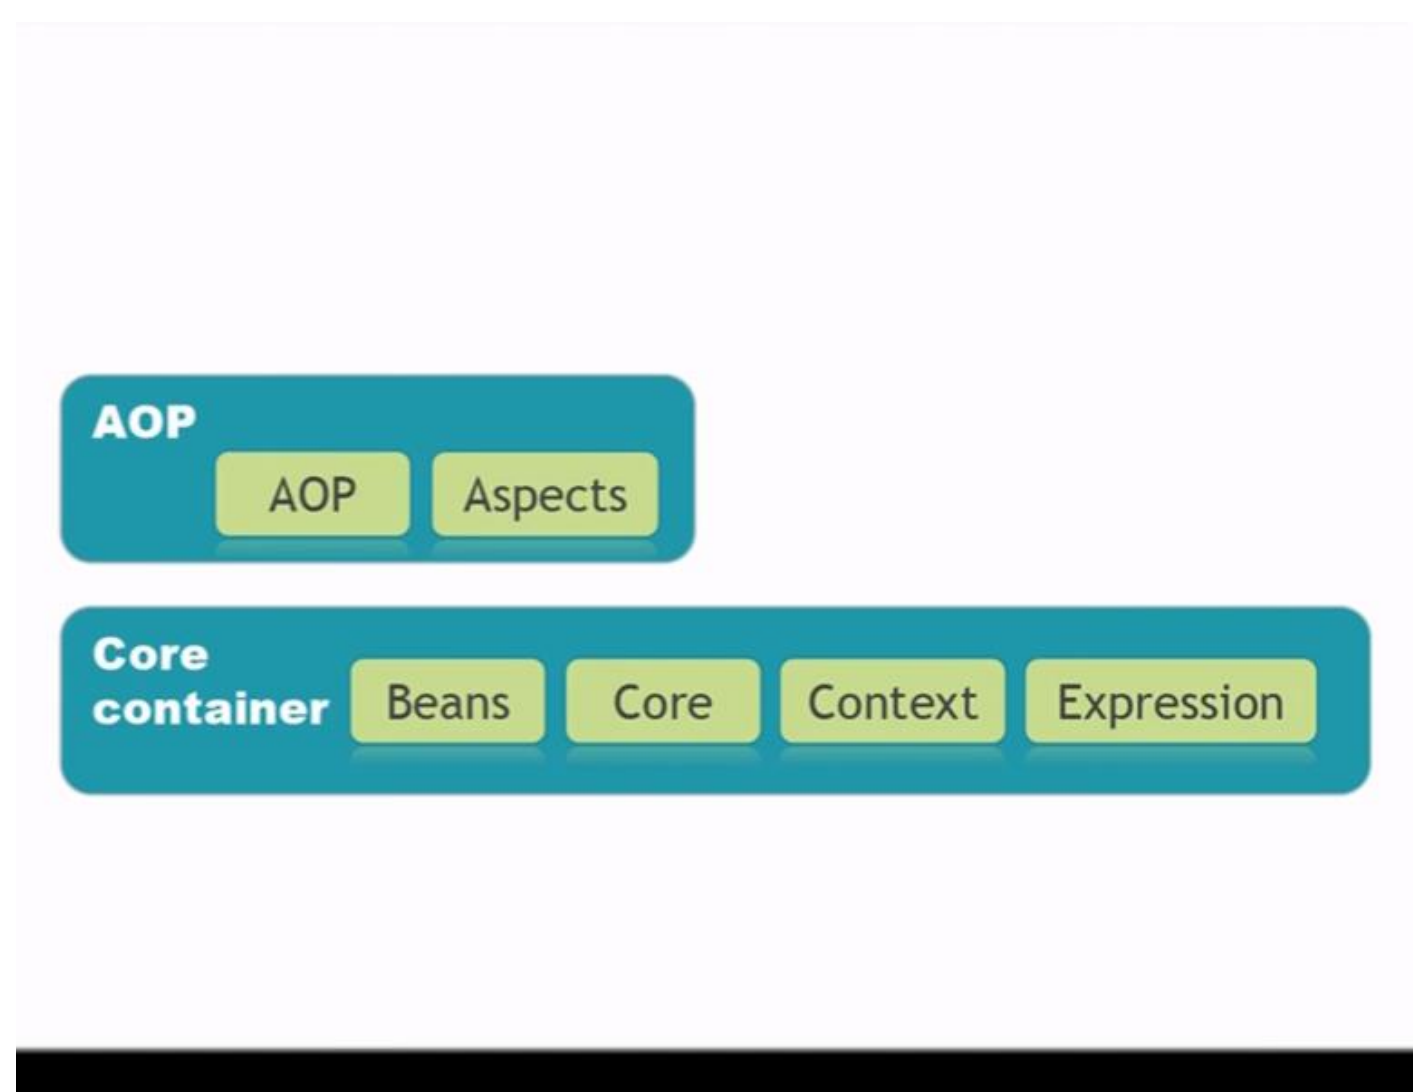 AOP
AOP Aspects
Core
container
Beans Core Context Expression